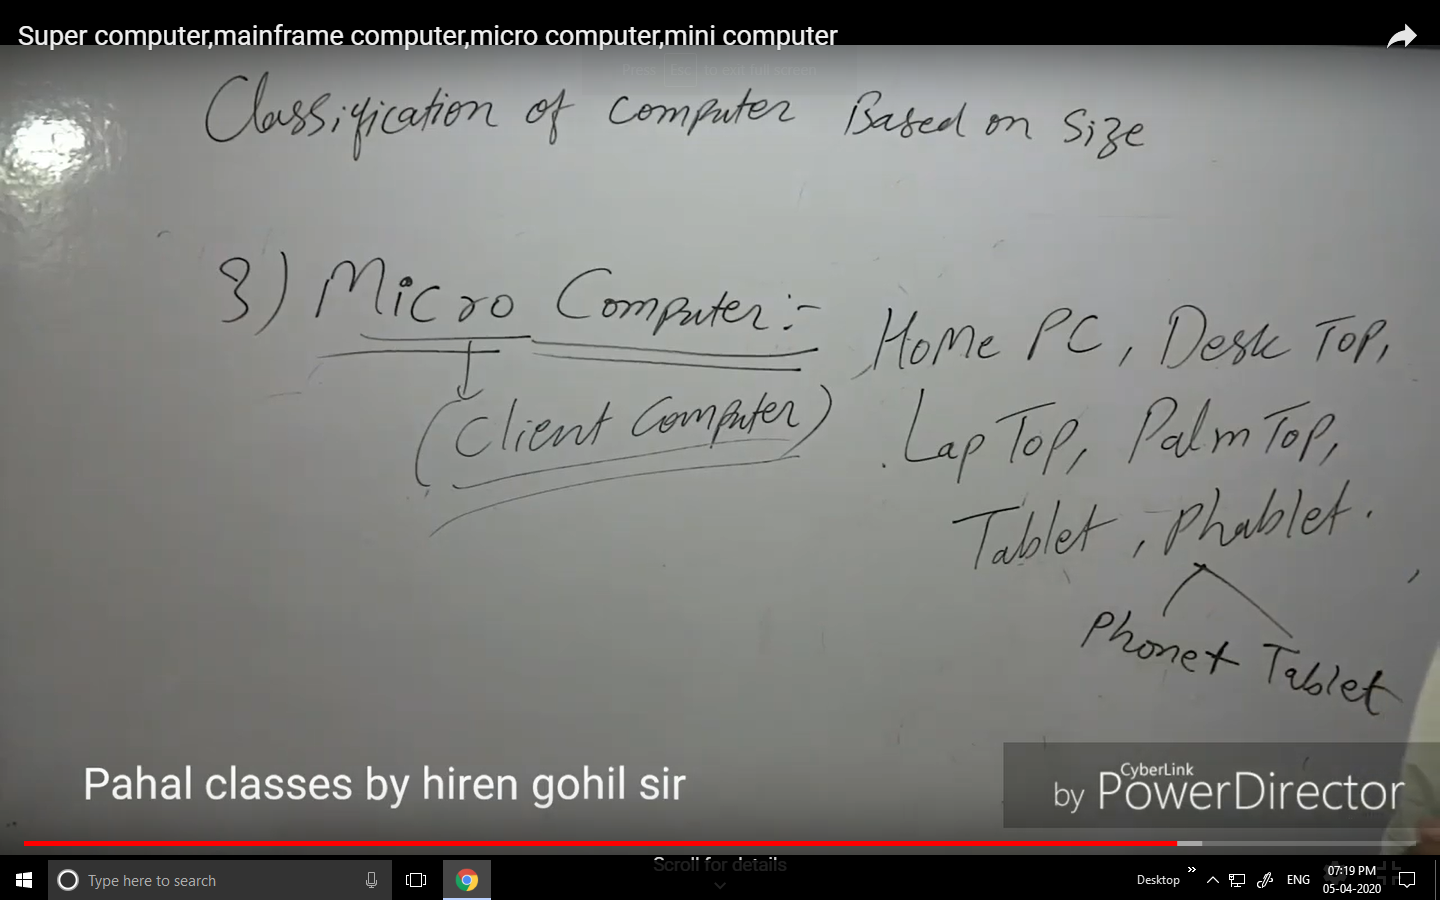 Super computer,mainframe computer,micro computer,mini computer
Press Esc to exit full screen
Classification of Computer Based on Size
3) Micro Computer:-
(Client Computer)
Home PC, Desk Top,
Lap Top, Palm Top,
Tablet, Phablet.
Phone+ Tablet
Pahal classes by hiren gohil sir
by CyberLink PowerDirector
Scroll for details
Type here to search
Desktop » ENG 07:19 PM
05-04-2020